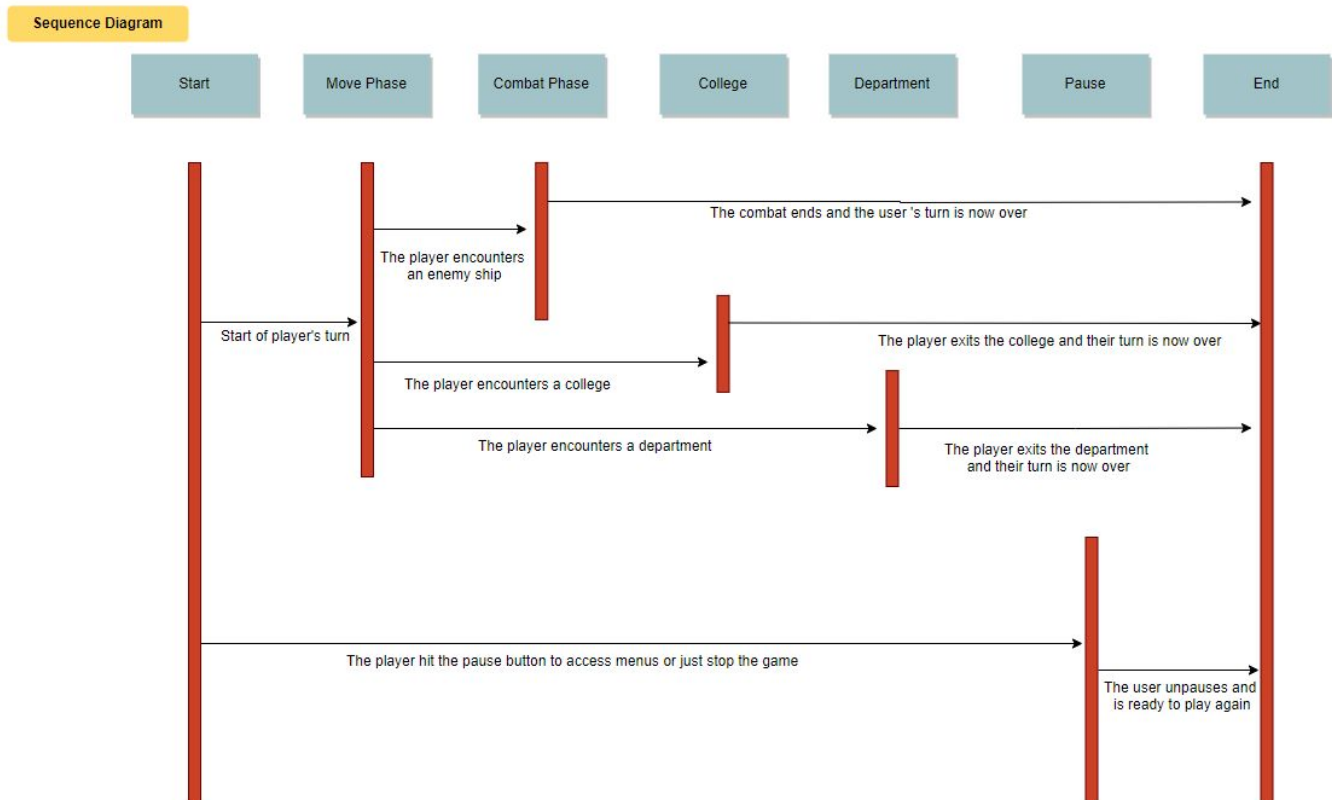 Sequence Diagram
Start
Move Phase
Combat Phase
College
Department
Pause
End
The combat ends and the user 's turn is now over
The player encounters
an enemy ship
Start of player's turn
The player exits the college and their turn is now over
The player encounters a college
The player encounters a department
The player exits the department
and their turn is now over
The player hit the pause button to access menus or just stop the game
The user unpauses and
is ready to play again